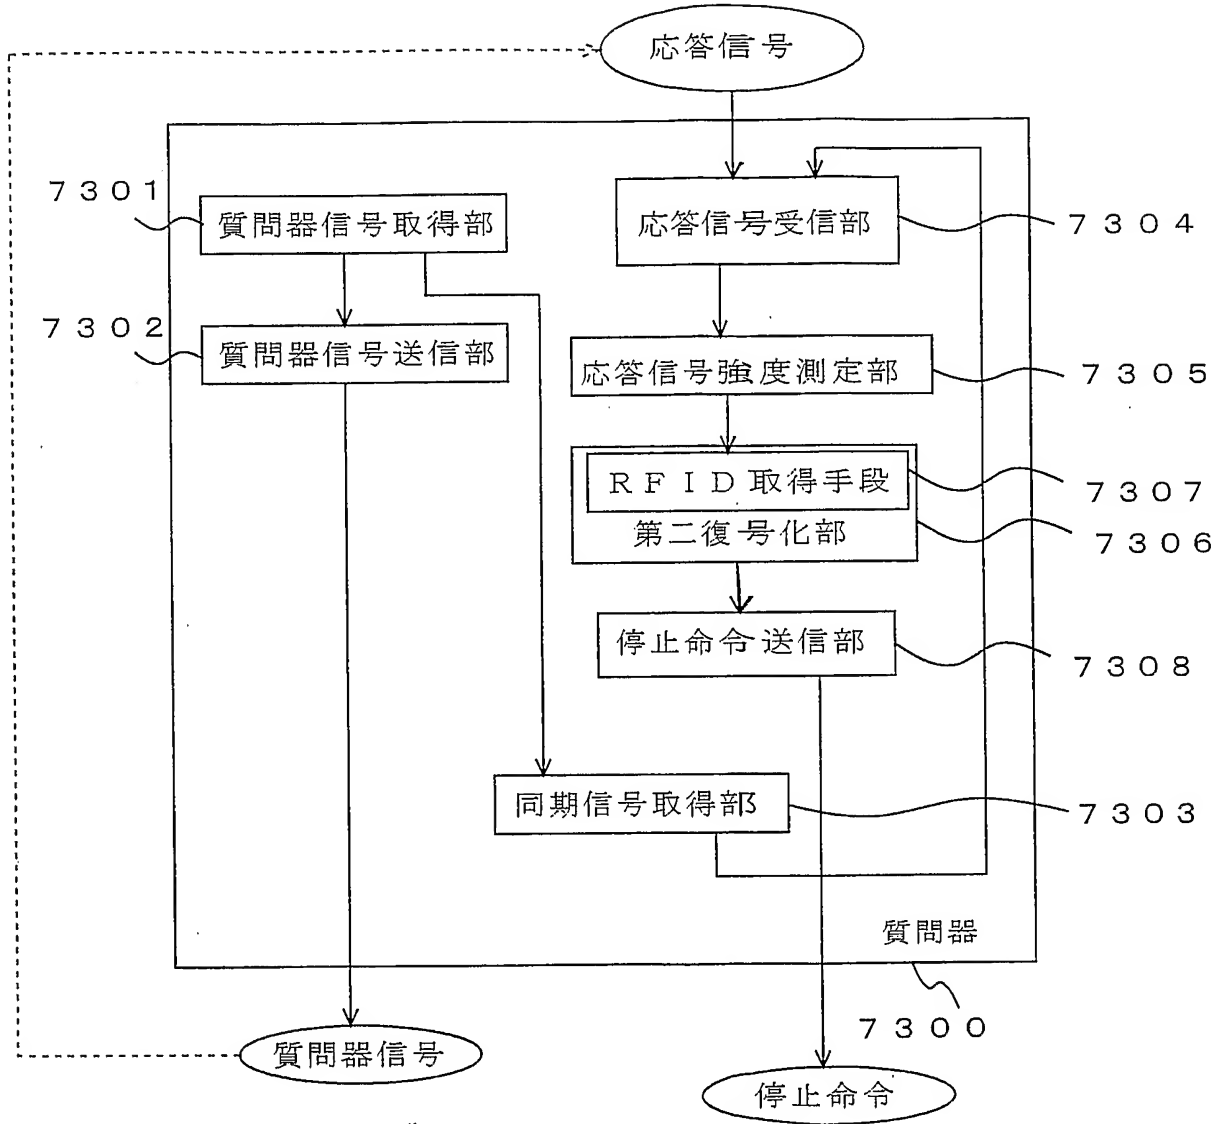 応答信号
7301
質問器信号取得部
応答信号受信部
7304
7302
質問器信号送信部
応答信号強度測定部
7305
RFID取得手段
7307
第二復号化部
7306
停止命令送信部
7308
同期信号取得部
7303
質問器
7300
質問器信号
停止命令